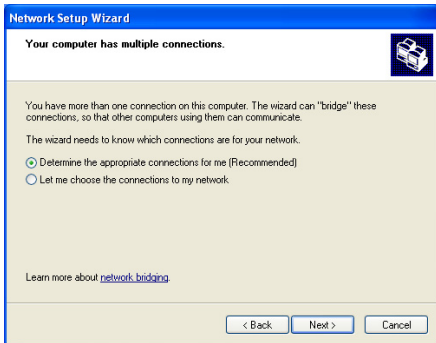 Network Setup Wizard
Your computer has multiple connections.
You have more than one connection on this computer. The wizard can "bridge" these
connections, so that other computers using them can communicate.
The wizard needs to know which connections are for your network.
Determine the appropriate connections for me (Recommended)
Let me choose the connections to my network
Learn more about network bridging.
< Back Next > Cancel